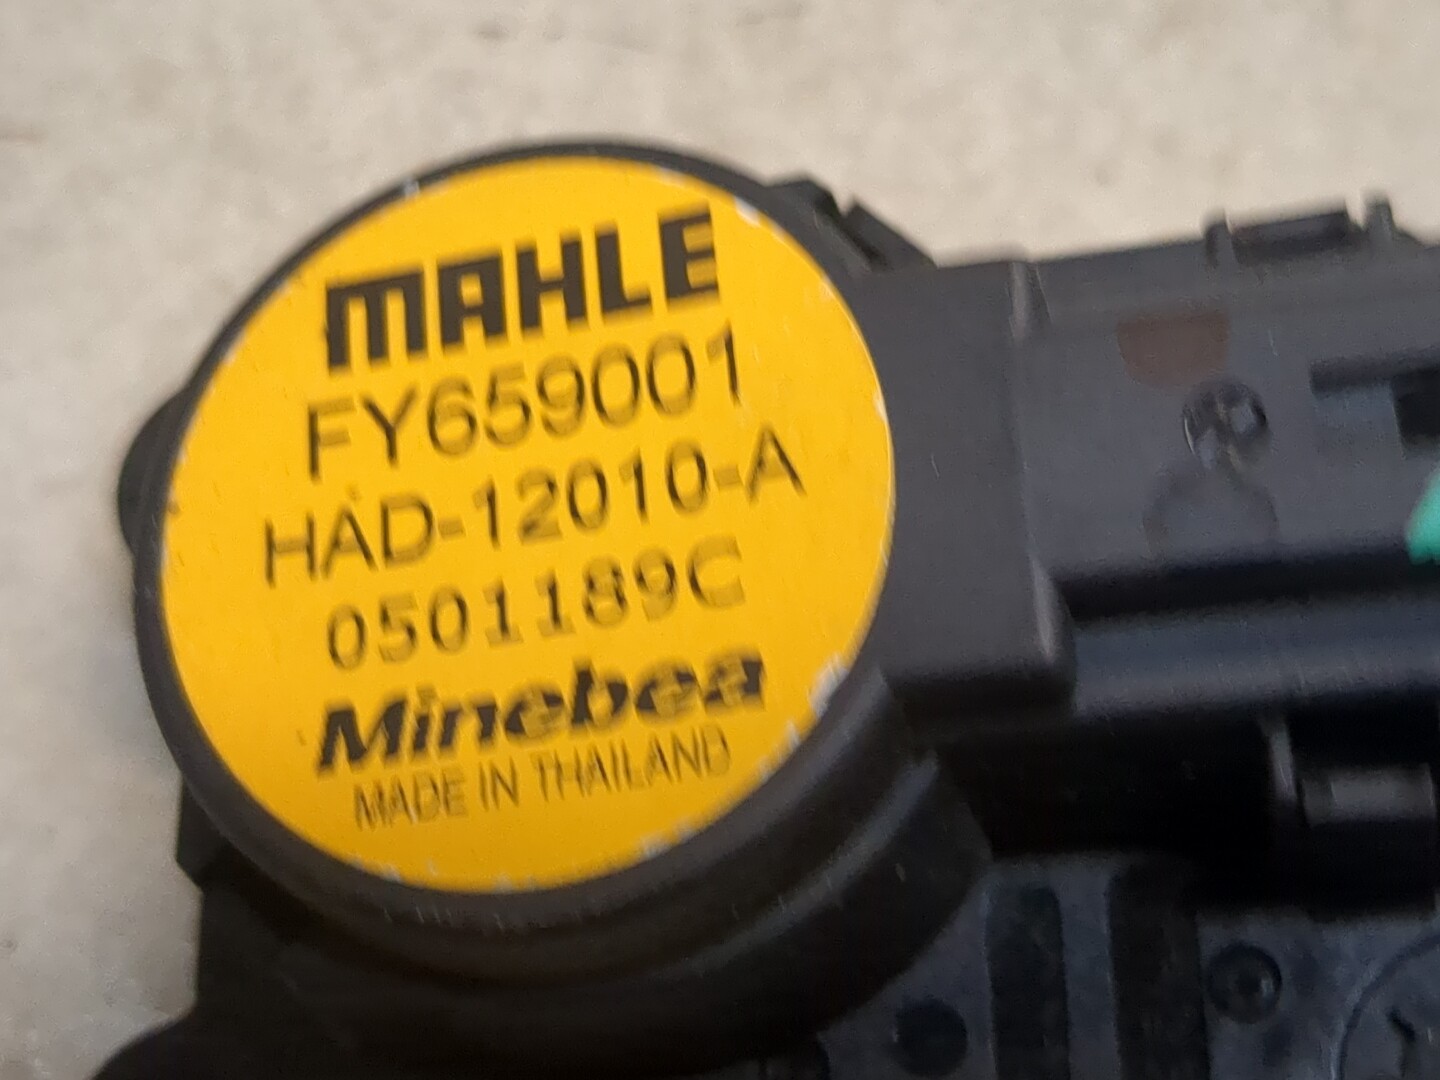 MAHLE
FY659001
HAD-12010-A
0501189C
Minebea
MADE IN THAILAND